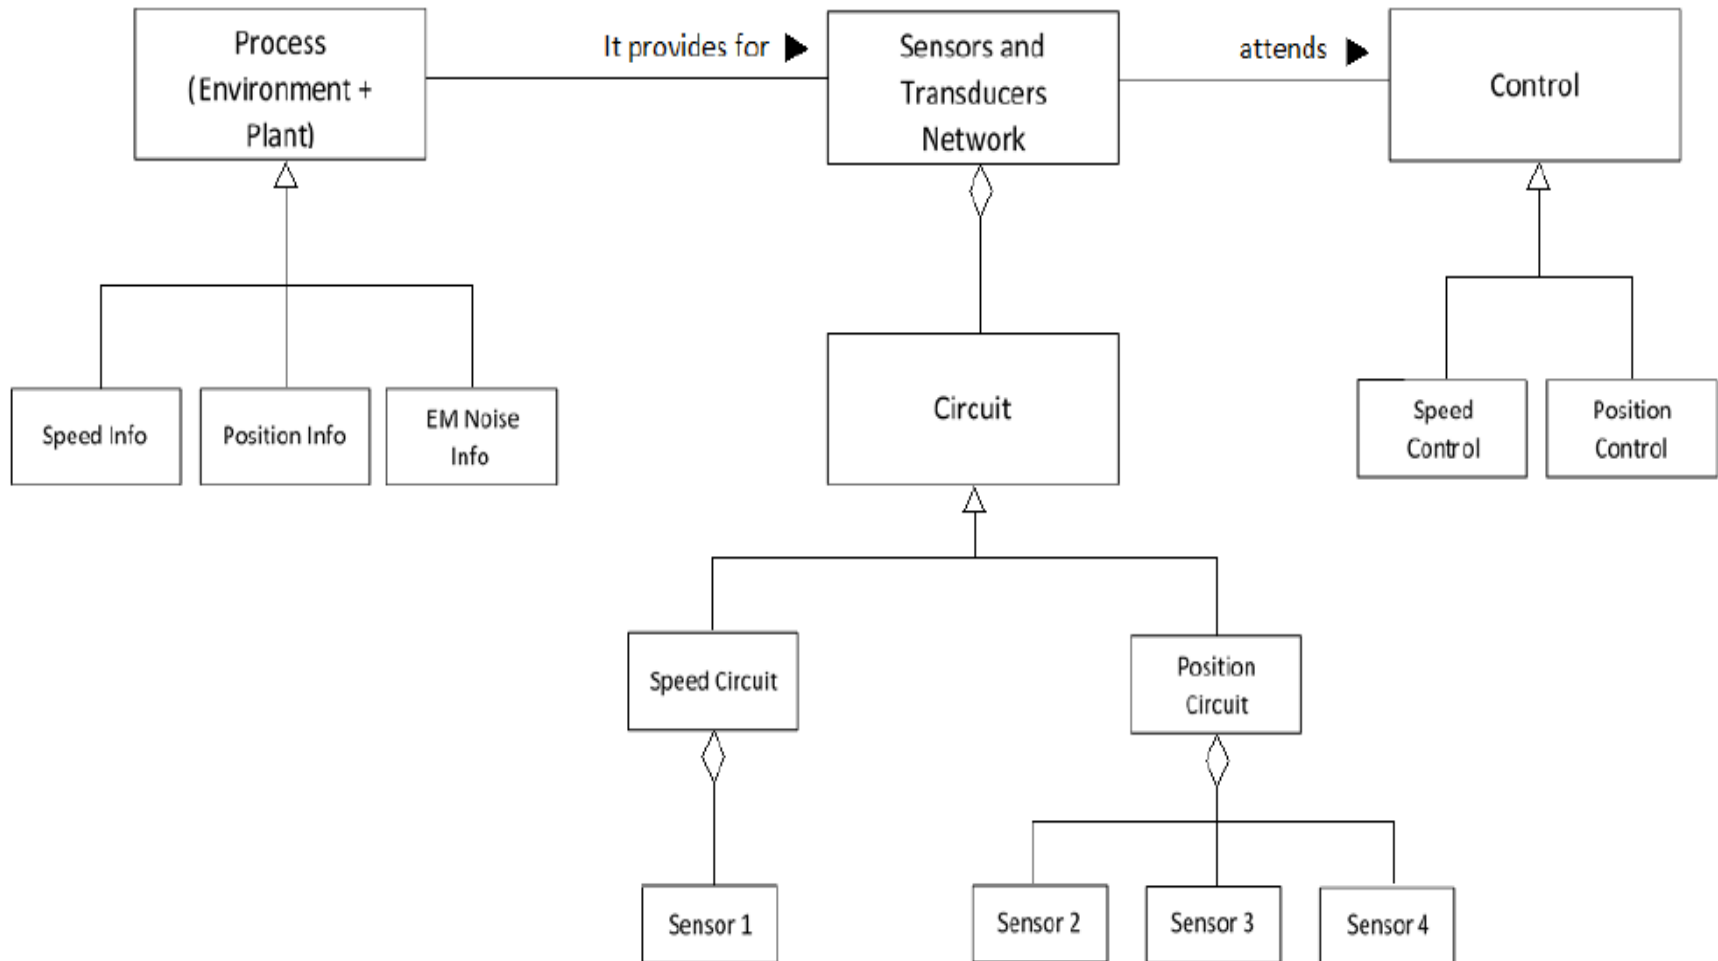 Process
(Environment +
Plant)
It provides for
Sensors and
Transducers
Network
attends
Control
Speed Info
Position Info
EM Noise
Info
Circuit
Speed
Control
Position
Control
Speed Circuit
Position
Circuit
Sensor 1
Sensor 2
Sensor 3
Sensor 4